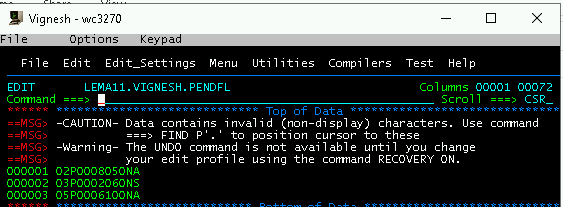 Vignesh - wc3270
File Options Keypad
File Edit Edit_Settings Menu Utilities Compilers Test Help
EDIT LEMA11.VIGNESH.PENDFL Columns 00001 00072
Command ===> Scroll ===> CSR_
****** ***************************** Top of Data *****************************
==MSG> -CAUTION- Data contains invalid (non-display) characters. Use command
==MSG> ===> FIND P'.' to position cursor to these
==MSG> -Warning- The UNDO command is not available until you change
==MSG> your edit profile using the command RECOVERY ON.
000001 02P0008050NA
000002 03P0002060NS
000003 05P0006100NA
****** **************************** Bottom of Data ****************************